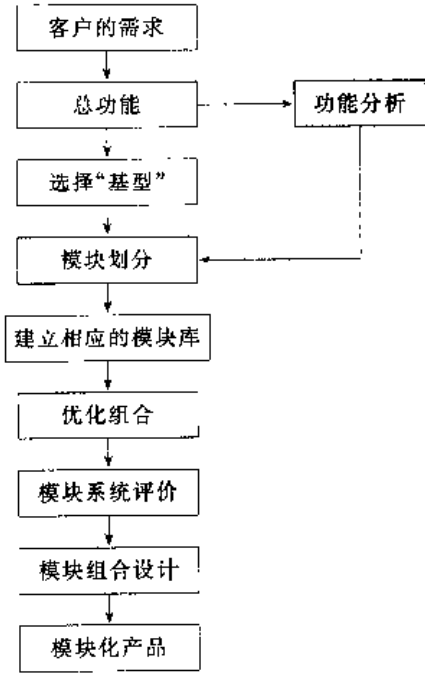 客户的需求
总功能
功能分析
选择“基型”
模块划分
建立相应的模块库
优化组合
模块系统评价
模块组合设计
模块化产品